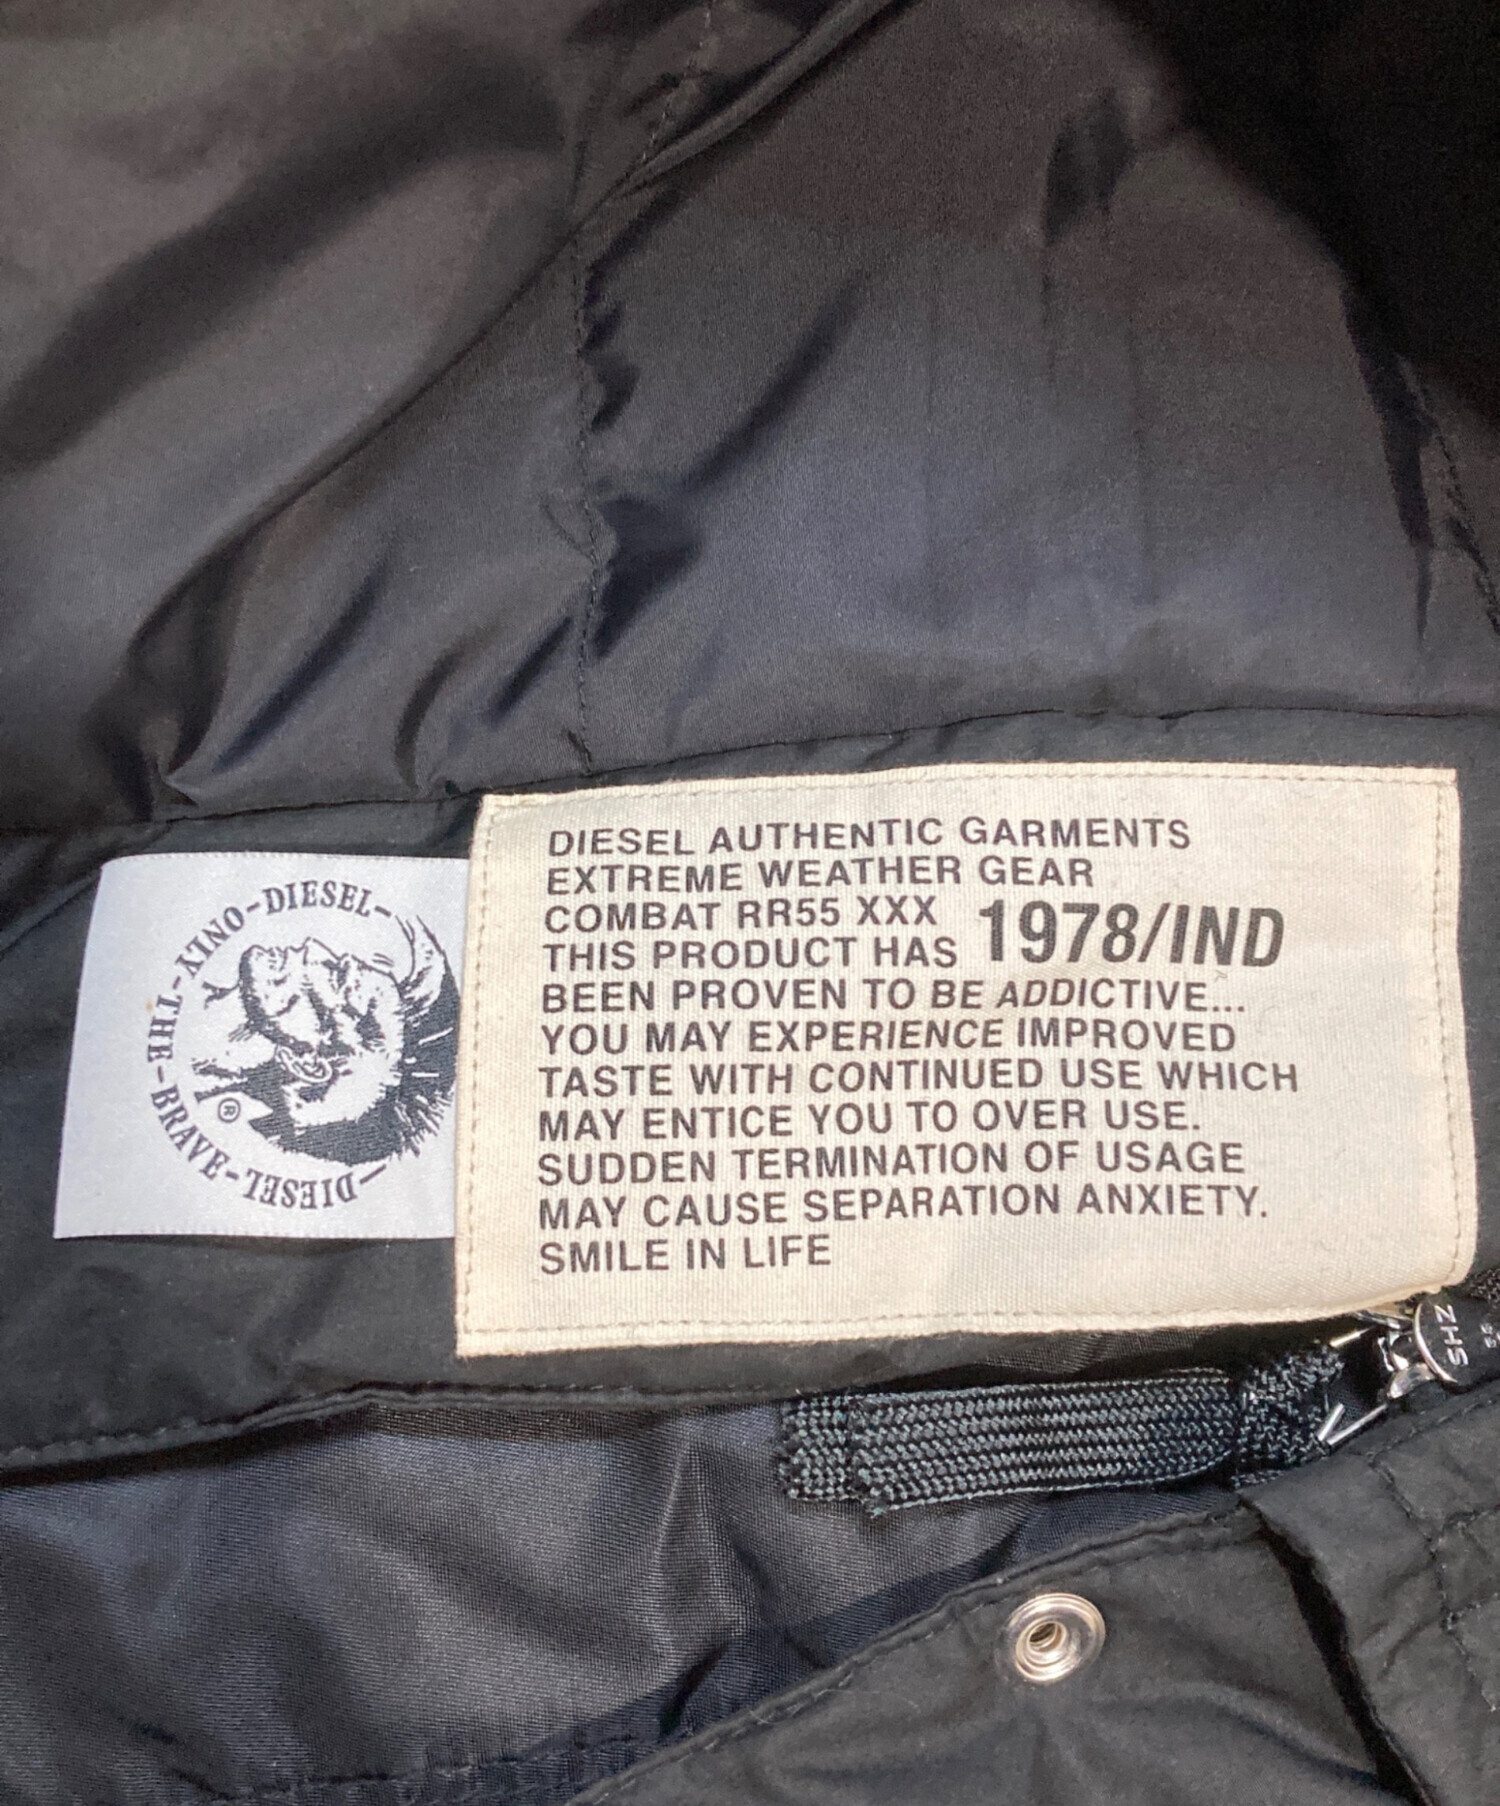 DIESEL-ONLY-THE-BRAVE-DIESEL-
®
DIESEL AUTHENTIC GARMENTS
EXTREME WEATHER GEAR
COMBAT RR55 XXX
THIS PRODUCT HAS 1978/IND
BEEN PROVEN TO BE ADDICTIVE...
YOU MAY EXPERIENCE IMPROVED
TASTE WITH CONTINUED USE WHICH
MAY ENTICE YOU TO OVER USE.
SUDDEN TERMINATION OF USAGE
MAY CAUSE SEPARATION ANXIETY.
SMILE IN LIFE
SHZ